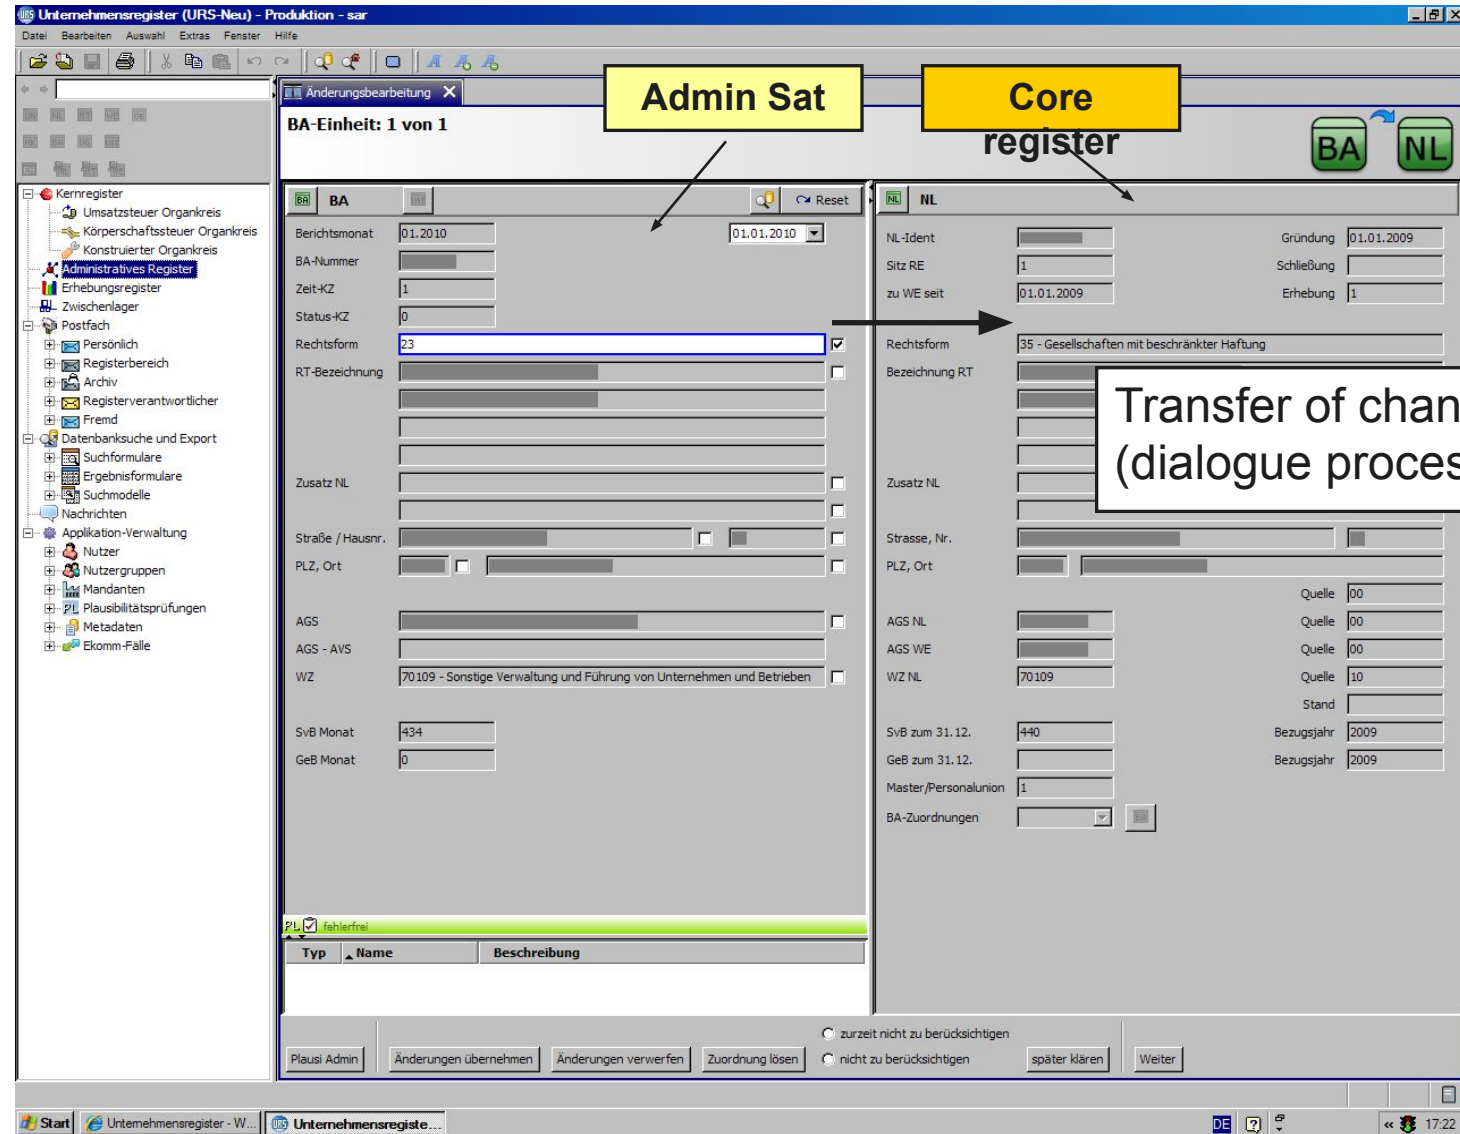 Unternehmensregister (URS-Neu) - Produktion - sar
Datei Bearbeiten Auswahl Extras Fenster Hilfe
Änderungsbearbeitung
Admin Sat
Core
register
BA-Einheit: 1 von 1
BA NL
Kernregister
Umsatzsteuer Organkreis
Körperschaftssteuer Organkreis
Konstruierter Organkreis
Administratives Register
Erhebungsregister
Zwischenlager
Postfach
Persönlich
Registerbereich
Archiv
Registerverantwortlicher
Fremd
Datenbanksuche und Export
Suchformulare
Ergebnisformulare
Suchmodelle
Nachrichten
Applikation-Verwaltung
Nutzer
Nutzergruppen
Mandanten
PL Plausibilitätsprüfungen
Metadaten
Ekomm-Fälle
BA BA Reset
Berichtsmonat 01.2010 01.01.2010
BA-Nummer
Zeit-KZ 1
Status-KZ 0
Rechtsform 23
RT-Bezeichnung
Zusatz NL
Straße / Hausnr.
PLZ, Ort
AGS
AGS - AVS
WZ 70109 - Sonstige Verwaltung und Führung von Unternehmen und Betrieben
SvB Monat 434
GeB Monat 0
NL NL
NL-Ident Gründung 01.01.2009
Sitz RE 1 Schließung
zu WE seit 01.01.2009 Erhebung 1
Rechtsform 35 - Gesellschaften mit beschränkter Haftung
Bezeichnung RT
Transfer of chan
(dialogue proces
Zusatz NL
Strasse, Nr.
PLZ, Ort
Quelle 00
AGS NL Quelle 00
AGS WE Quelle 00
WZ NL 70109 Quelle 10
Stand
SvB zum 31.12. 440 Bezugsjahr 2009
GeB zum 31.12. Bezugsjahr 2009
Master/Personalunion 1
BA-Zuordnungen
PL fehlerfrei
Typ Name Beschreibung
zurzeit nicht zu berücksichtigen
Plausi Admin Änderungen übernehmen Änderungen verwerfen Zuordnung lösen nicht zu berücksichtigen später klären Weiter
Start Unternehmensregister - W... Unternehmensregiste... DE « 17:22